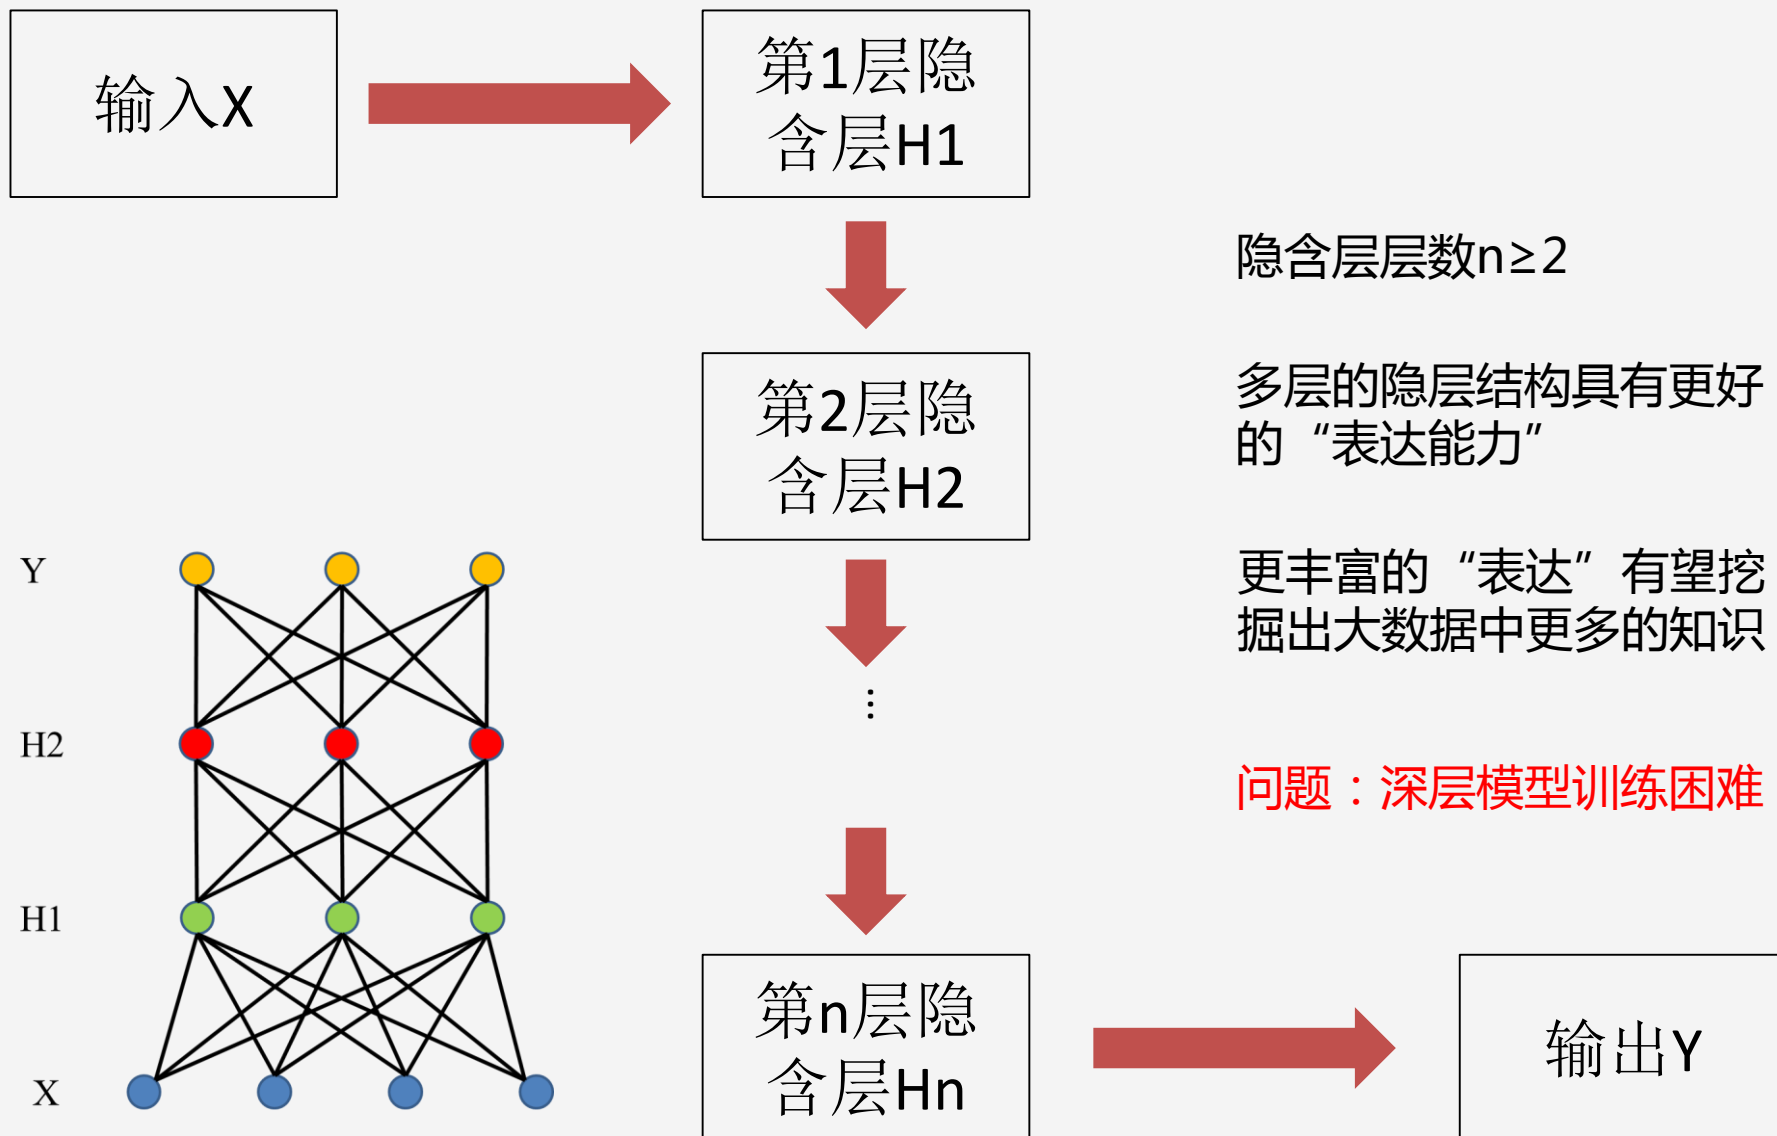 输入X
第1层隐
含层H1
隐含层层数n≥2
第2层隐
含层H2
多层的隐层结构具有更好
的“表达能力”
更丰富的“表达”有望挖
掘出大数据中更多的知识
…
问题：深层模型训练困难
Y
H2
H1
X
第n层隐
含层Hn
输出Y